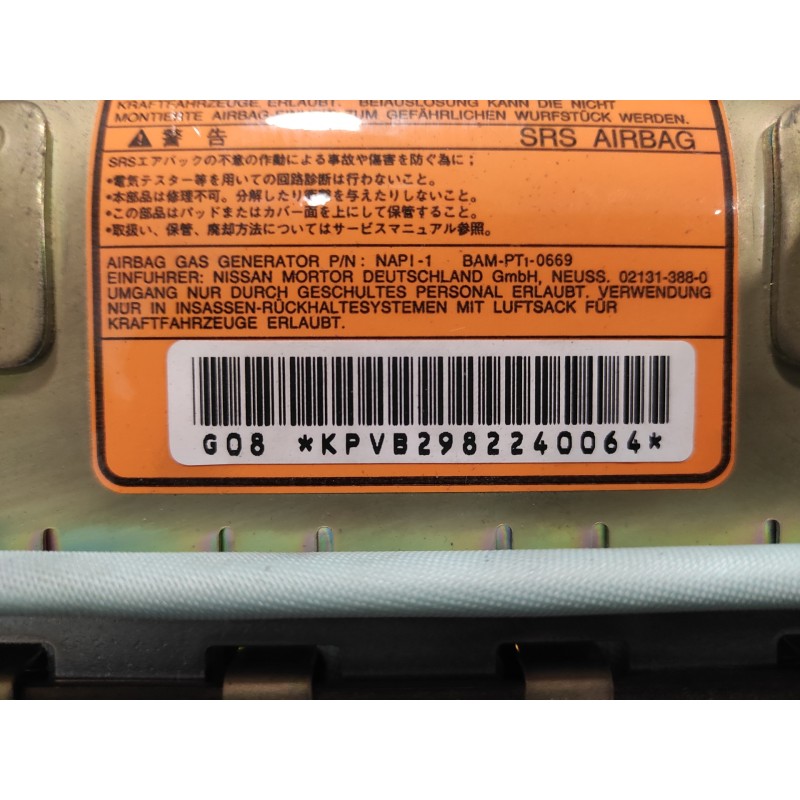 KRAFTFAHRZEUGE ERLAUBT. BEIAUSLÖSUNG KANN DIE NICHT
MONTIERTE AIRBAG ZUM GEFÄHRLICHEN WURFSTÜCK WERDEN.
警告 SRS AIRBAG
SRSエアバックの不意の作動による事故や傷害を防ぐ為に；
•電気テスター等を用いての回路診断は行わないこと。
•本部品は修理不可。分解したり衝撃を与えたりしないこと。
•この部品はパッドまたはカバー面を上にして保管すること。
•取扱い、保管、廃却方法についてはサービスマニュアル参照。
AIRBAG GAS GENERATOR P/N: NAPI-1 BAM-PT1-0669
EINFUHRER: NISSAN MORTOR DEUTSCHLAND GmbH, NEUSS. 02131-388-0
UMGANG NUR DURCH GESCHULTES PERSONAL ERLAUBT. VERWENDUNG
NUR IN INSASSEN-RÜCKHALTESYSTEMEN MIT LUFTSACK FÜR
KRAFTFAHRZEUGE ERLAUBT.
G08 *KPVB2982240064*